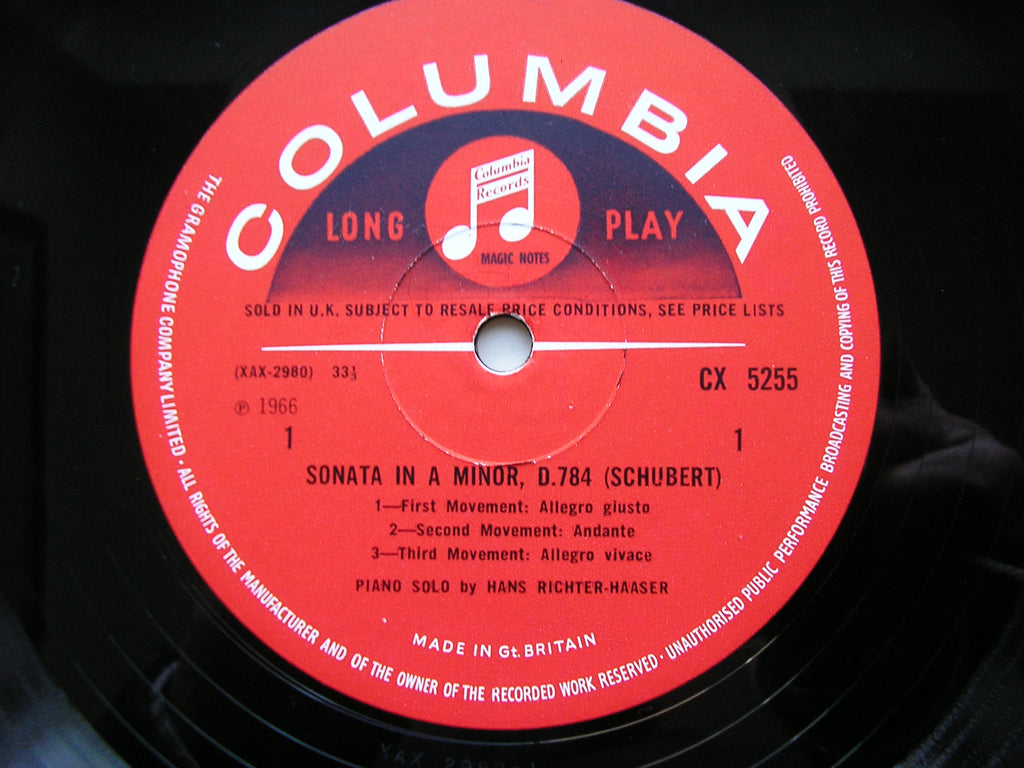 COLUMBIA
Columbia
Records
LONG PLAY
MAGIC NOTES
SOLD IN U.K. SUBJECT TO RESALE PRICE CONDITIONS, SEE PRICE LISTS
(XAX-2980) 33⅓
CX 5255
℗ 1966
1 1
SONATA IN A MINOR, D.784 (SCHUBERT)
1—First Movement: Allegro giusto
2—Second Movement: Andante
3—Third Movement: Allegro vivace
PIANO SOLO by HANS RICHTER-HAASER
MADE IN Gt. BRITAIN
THE GRAMOPHONE COMPANY LIMITED · ALL RIGHTS OF THE MANUFACTURER AND OF THE OWNER OF THE RECORDED WORK RESERVED · UNAUTHORISED PUBLIC PERFORMANCE BROADCASTING AND COPYING OF THIS RECORD PROHIBITED
XAX